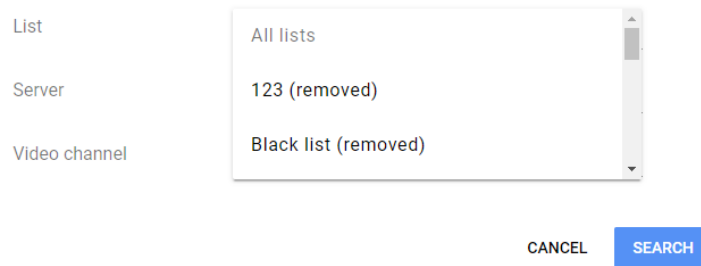 List
All lists
123 (removed)
Server
Black list (removed)
Video channel
CANCEL
SEARCH